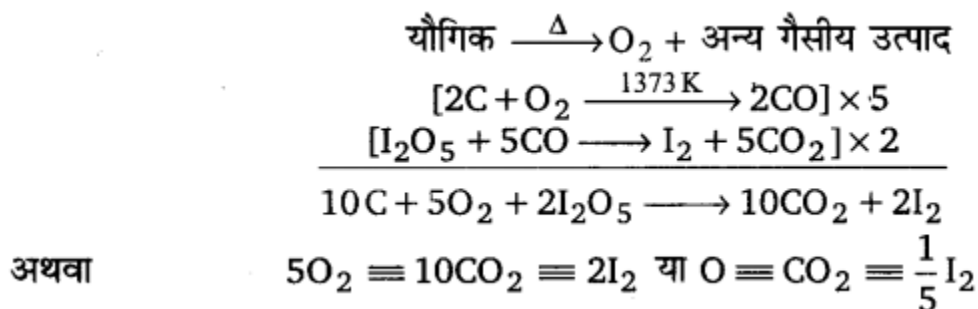 यौगिक —Δ→ O₂ + अन्य गैसीय उत्पाद
[2C + O₂ —1373 K→ 2CO] × 5
[I₂O₅ + 5CO ⟶ I₂ + 5CO₂] × 2
10C + 5O₂ + 2I₂O₅ ⟶ 10CO₂ + 2I₂
अथवा 5O₂ ≡ 10CO₂ ≡ 2I₂ या O ≡ CO₂ ≡ 1/5 I₂